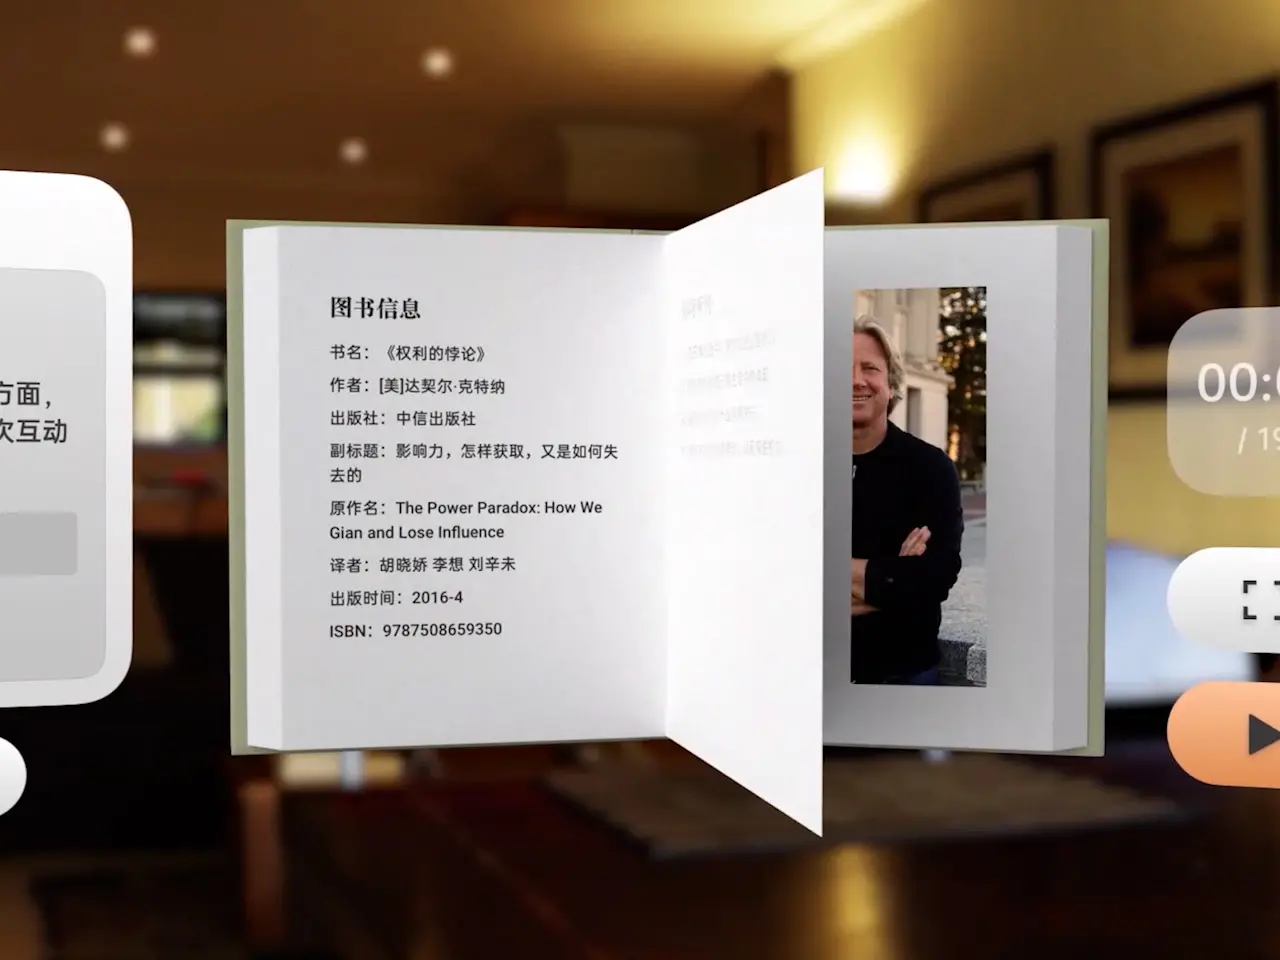 方面，
次互动
图书信息
书名：《权利的悖论》
作者：[美]达契尔·克特纳
出版社：中信出版社
副标题：影响力，怎样获取，又是如何失
去的
原作名：The Power Paradox: How We
Gian and Lose Influence
译者：胡晓娇 李想 刘辛未
出版时间：2016-4
ISBN：9787508659350
00:
/ 19